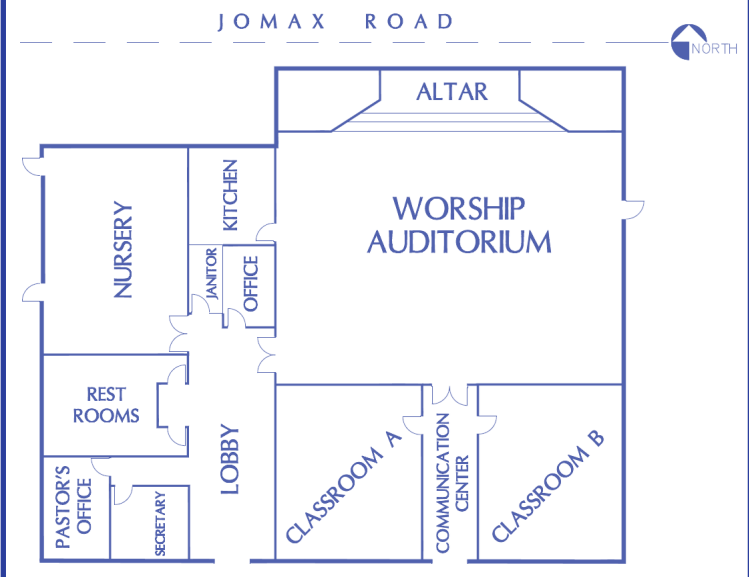 JOMAX ROAD
NORTH
ALTAR
WORSHIP
AUDITORIUM
KITCHEN
NURSERY
JANITOR
OFFICE
REST
ROOMS
LOBBY
CLASSROOM A
COMMUNICATION
CENTER
CLASSROOM B
PASTOR'S
OFFICE
SECRETARY